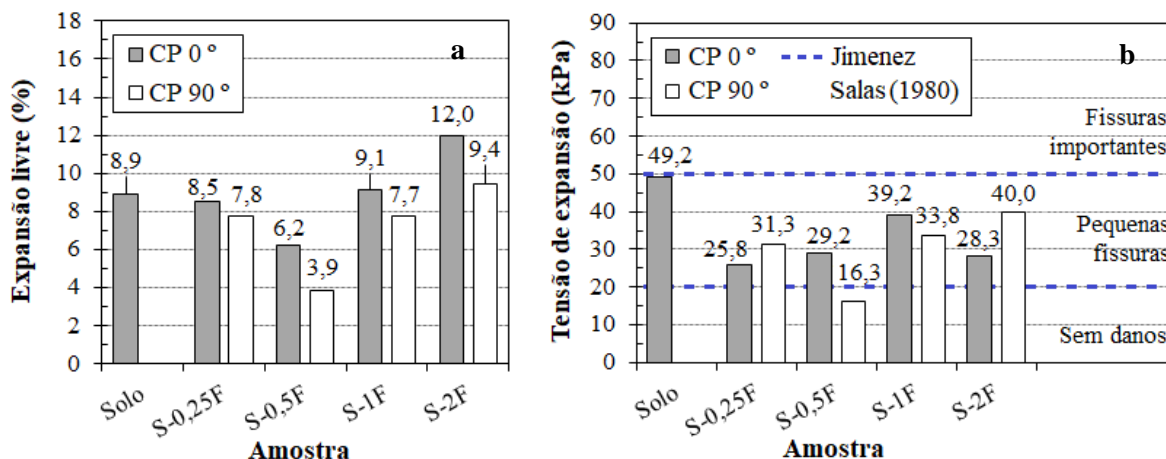 Expansão livre (%)
18
16
14
12
10
8
6
4
2
0
CP 0 º
CP 90 º
a
8,9
8,5
7,8
6,2
3,9
9,1
7,7
12,0
9,4
Solo
S-0,25F
S-0,5F
S-1F
S-2F
Amostra
Tensão de expansão (kPa)
90
80
70
60
50
40
30
20
10
0
CP 0 º
CP 90 º
Jimenez
Salas (1980)
b
Fissuras
importantes
Pequenas
fissuras
Sem danos
49,2
25,8
31,3
29,2
16,3
39,2
33,8
28,3
40,0
Solo
S-0,25F
S-0,5F
S-1F
S-2F
Amostra